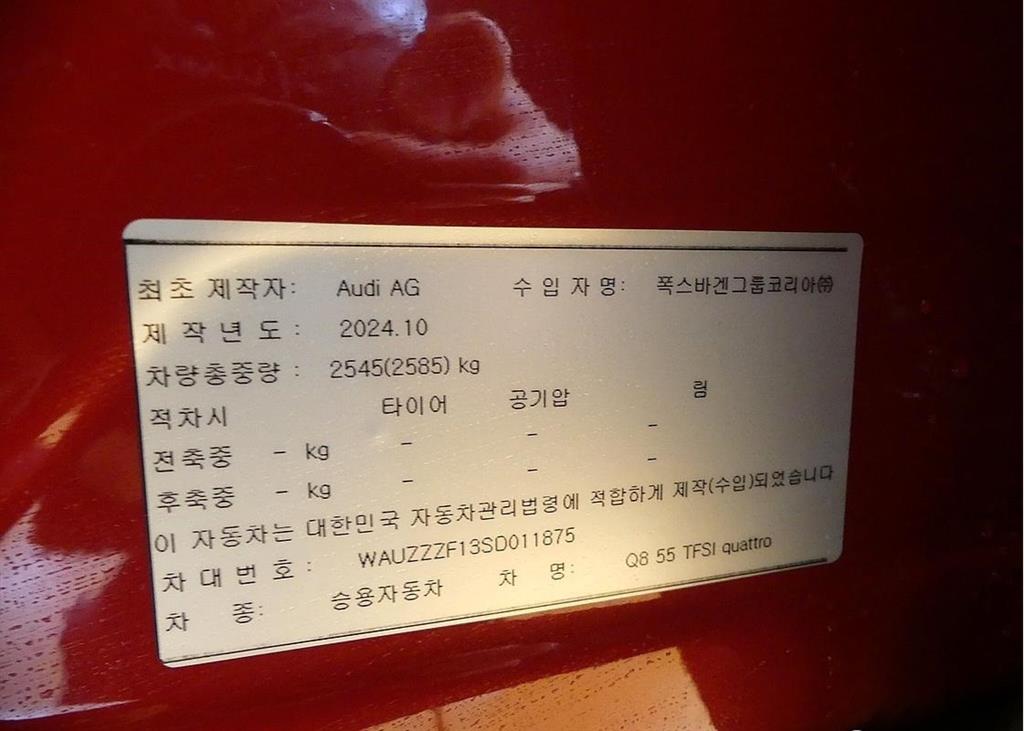 최초 제작자: Audi AG 수 입 자 명: 폭스바겐그룹코리아㈜
제 작 년 도 : 2024.10
차량총중량 : 2545(2585) kg
적차시 타이어 공기압 림
전축중 - kg - - -
후축중 - kg - - -
이 자동차는 대한민국 자동차관리법령에 적합하게 제작(수입)되었습니다
차 대 번 호 : WAUZZZF13SD011875
차 종: 승용자동차 차 명: Q8 55 TFSI quattro